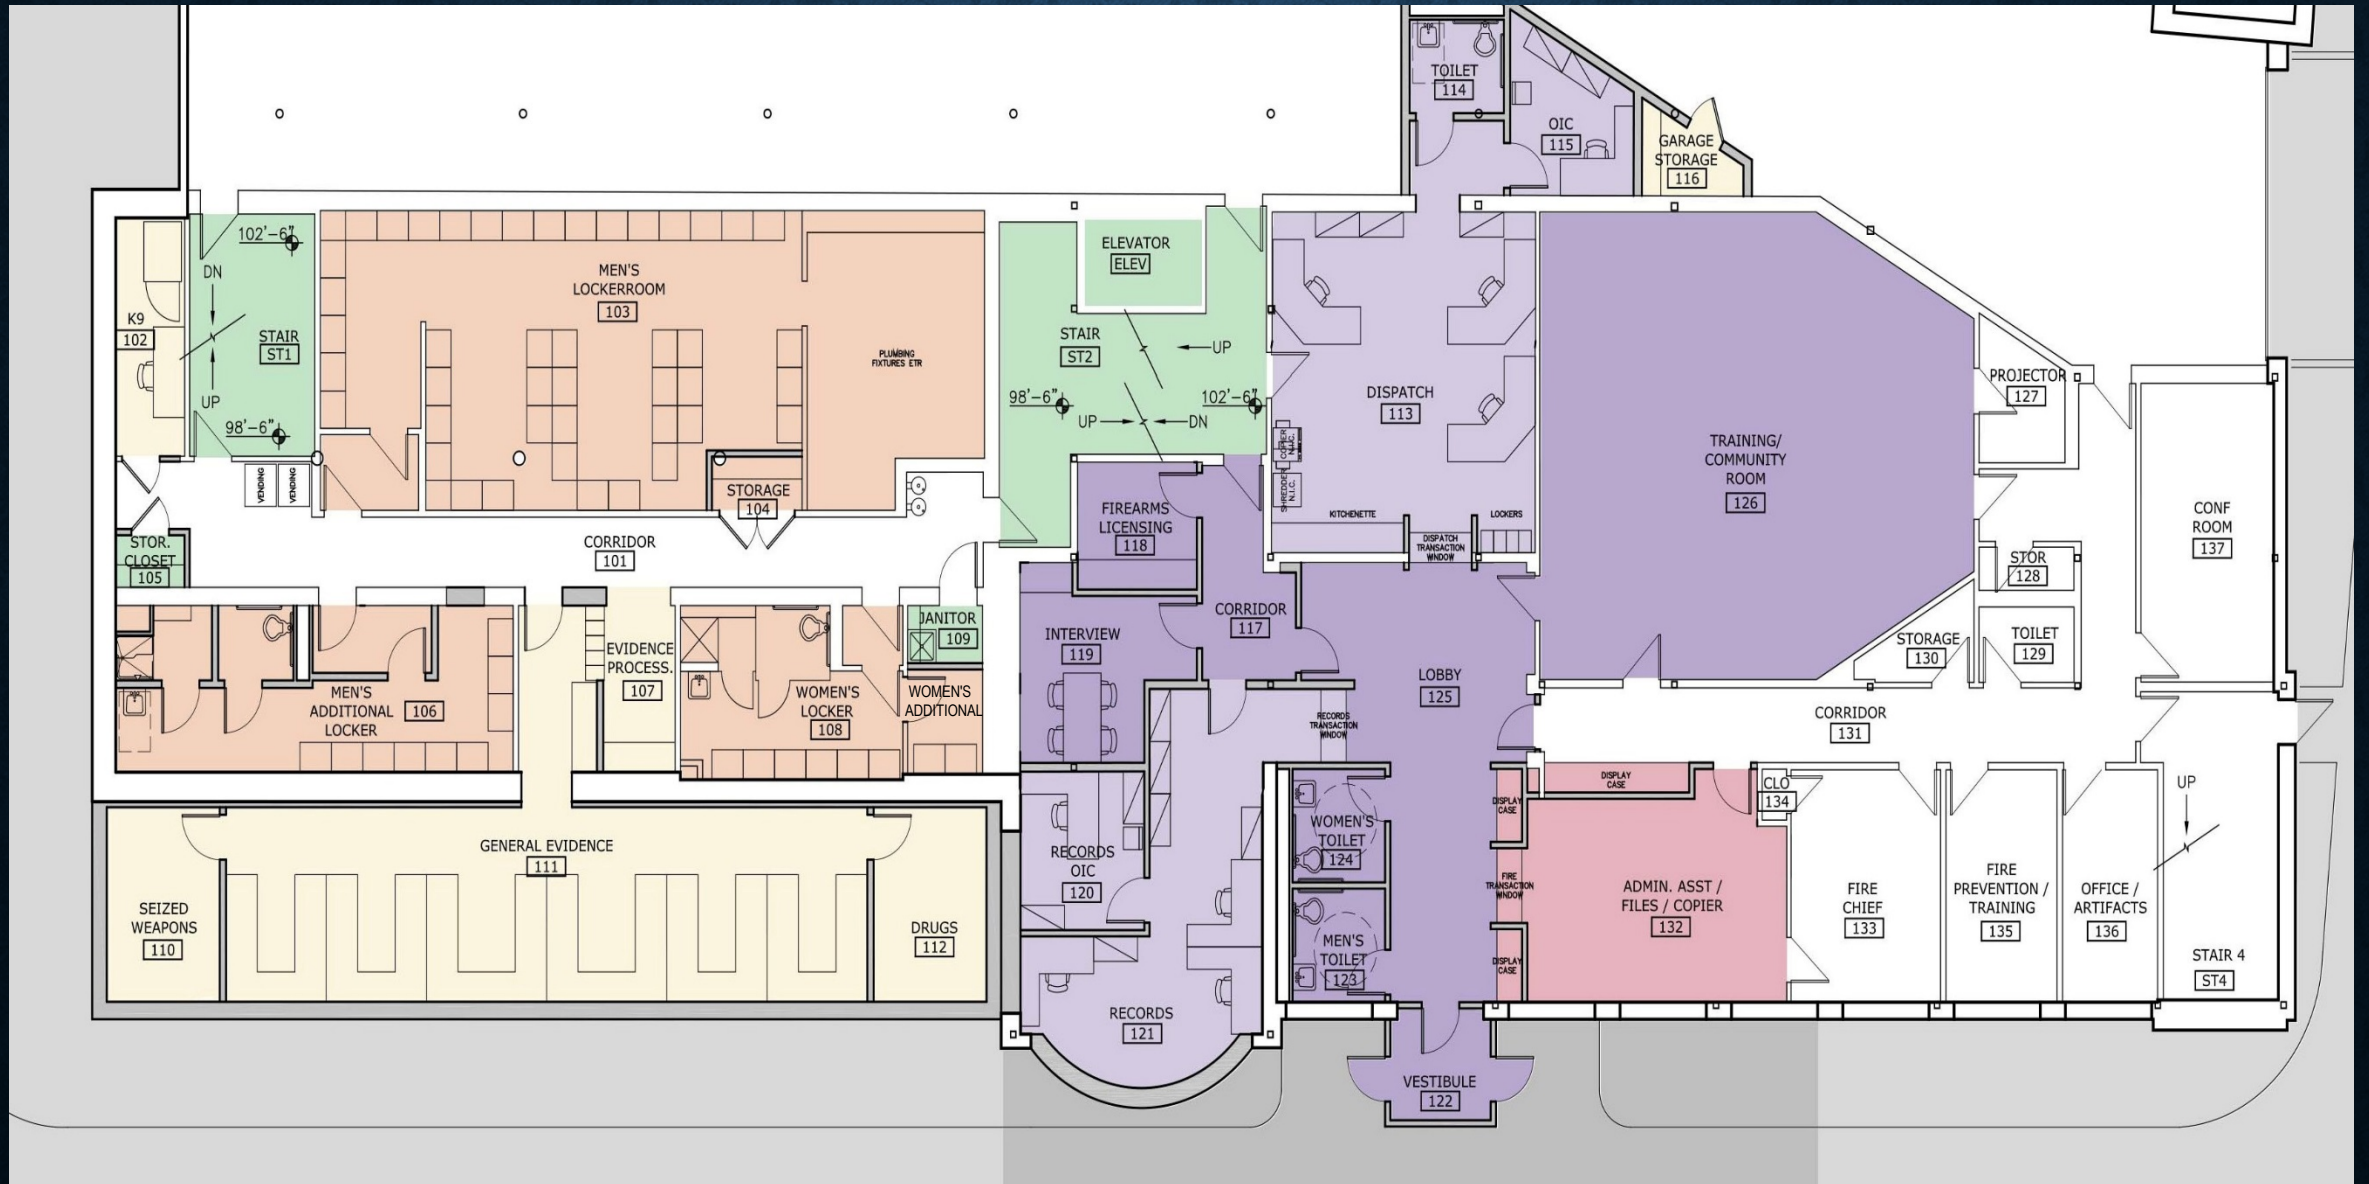 TOILET
114
OIC
115
GARAGE
STORAGE
116
K9
102
102'-6"
DN
STAIR
ST1
UP
98'-6"
MEN'S
LOCKERROOM
103
PLUMBING
FIXTURES ETR
STORAGE
104
VENDING
VENDING
STOR.
CLOSET
105
CORRIDOR
101
ELEVATOR
ELEV
STAIR
ST2
UP
98'-6"
102'-6"
UP
DN
DISPATCH
113
COPIER
N.I.C.
SHREDDER
N.I.C.
KITCHENETTE
LOCKERS
DISPATCH
TRANSACTION
WINDOW
FIREARMS
LICENSING
118
TRAINING/
COMMUNITY
ROOM
126
PROJECTOR
127
STOR
128
TOILET
129
STORAGE
130
CONF
ROOM
137
MEN'S
ADDITIONAL
LOCKER
106
EVIDENCE
PROCESS.
107
WOMEN'S
LOCKER
108
JANITOR
109
WOMEN'S
ADDITIONAL
INTERVIEW
119
CORRIDOR
117
LOBBY
125
RECORDS
TRANSACTION
WINDOW
CORRIDOR
131
GENERAL EVIDENCE
111
SEIZED
WEAPONS
110
DRUGS
112
RECORDS
OIC
120
RECORDS
121
WOMEN'S
TOILET
124
MEN'S
TOILET
123
VESTIBULE
122
DISPLAY
CASE
DISPLAY
CASE
FIRE
TRANSACTION
WINDOW
DISPLAY
CASE
ADMIN. ASST /
FILES / COPIER
132
CLO
134
FIRE
CHIEF
133
FIRE
PREVENTION /
TRAINING
135
OFFICE /
ARTIFACTS
136
UP
STAIR 4
ST4